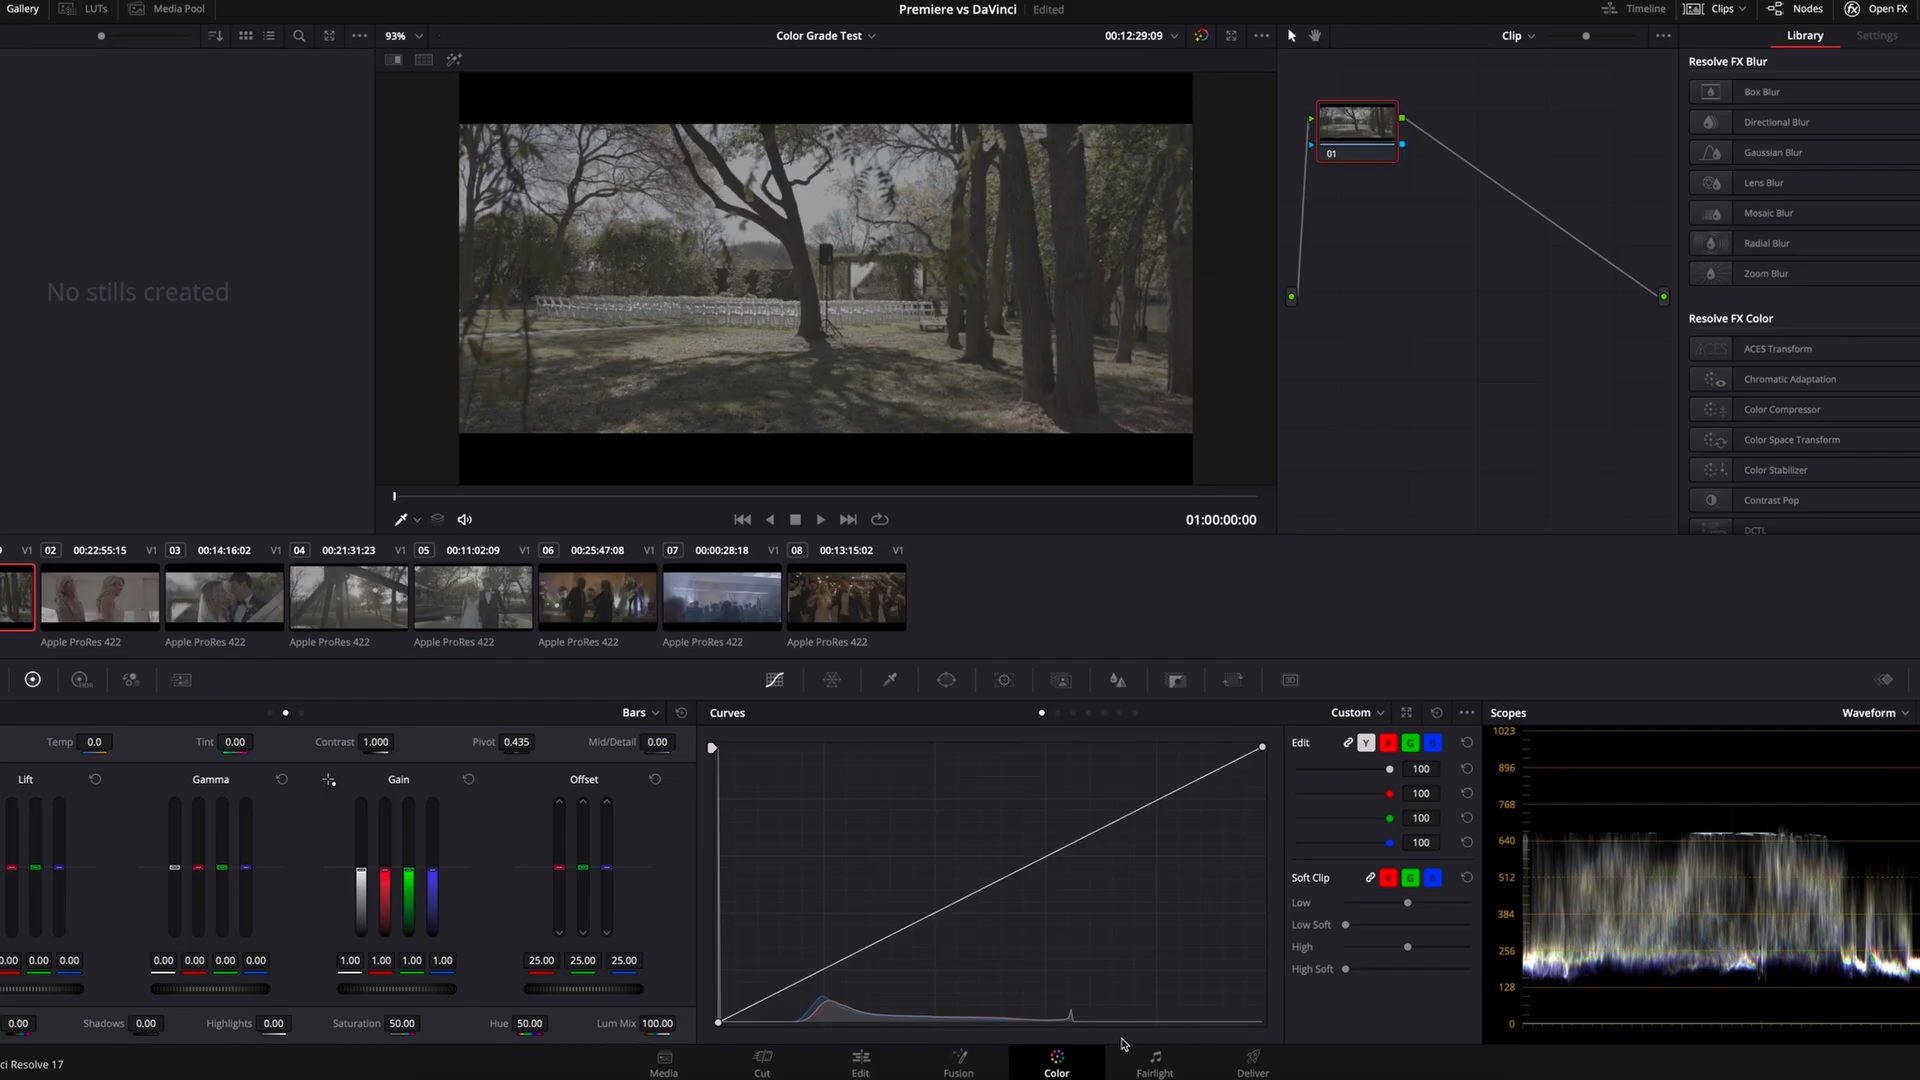 Gallery LUTs Media Pool Premiere vs DaVinci Edited Timeline Clips Nodes Open FX
93% Color Grade Test 00:12:29:09 Clip Library Settings
Resolve FX Blur
Box Blur
Directional Blur
Gaussian Blur
Lens Blur
Mosaic Blur
Radial Blur
Zoom Blur
Resolve FX Color
ACES Transform
Chromatic Adaptation
Color Compressor
Color Space Transform
Color Stabilizer
Contrast Pop
DCTL
01
No stills created
01:00:00:00
V1 02 00:22:55:15 V1 03 00:14:16:02 V1 04 00:21:31:23 V1 05 00:11:02:09 V1 06 00:25:47:08 V1 07 00:00:28:18 V1 08 00:13:15:02 V1
Apple ProRes 422 Apple ProRes 422 Apple ProRes 422 Apple ProRes 422 Apple ProRes 422 Apple ProRes 422 Apple ProRes 422
HDR 3D
Bars Curves Custom Scopes Waveform
Temp 0.0 Tint 0.00 Contrast 1.000 Pivot 0.435 Mid/Detail 0.00
Lift Gamma Gain Offset
0.00 0.00 0.00 0.00 0.00 0.00 0.00 1.00 1.00 1.00 1.00 25.00 25.00 25.00
0.00 Shadows 0.00 Highlights 0.00 Saturation 50.00 Hue 50.00 Lum Mix 100.00
Edit Y R G B
100
100
100
100
Soft Clip R G B
Low
Low Soft
High
High Soft
1023
896
768
640
512
384
256
128
0
ci Resolve 17 Media Cut Edit Fusion Color Fairlight Deliver